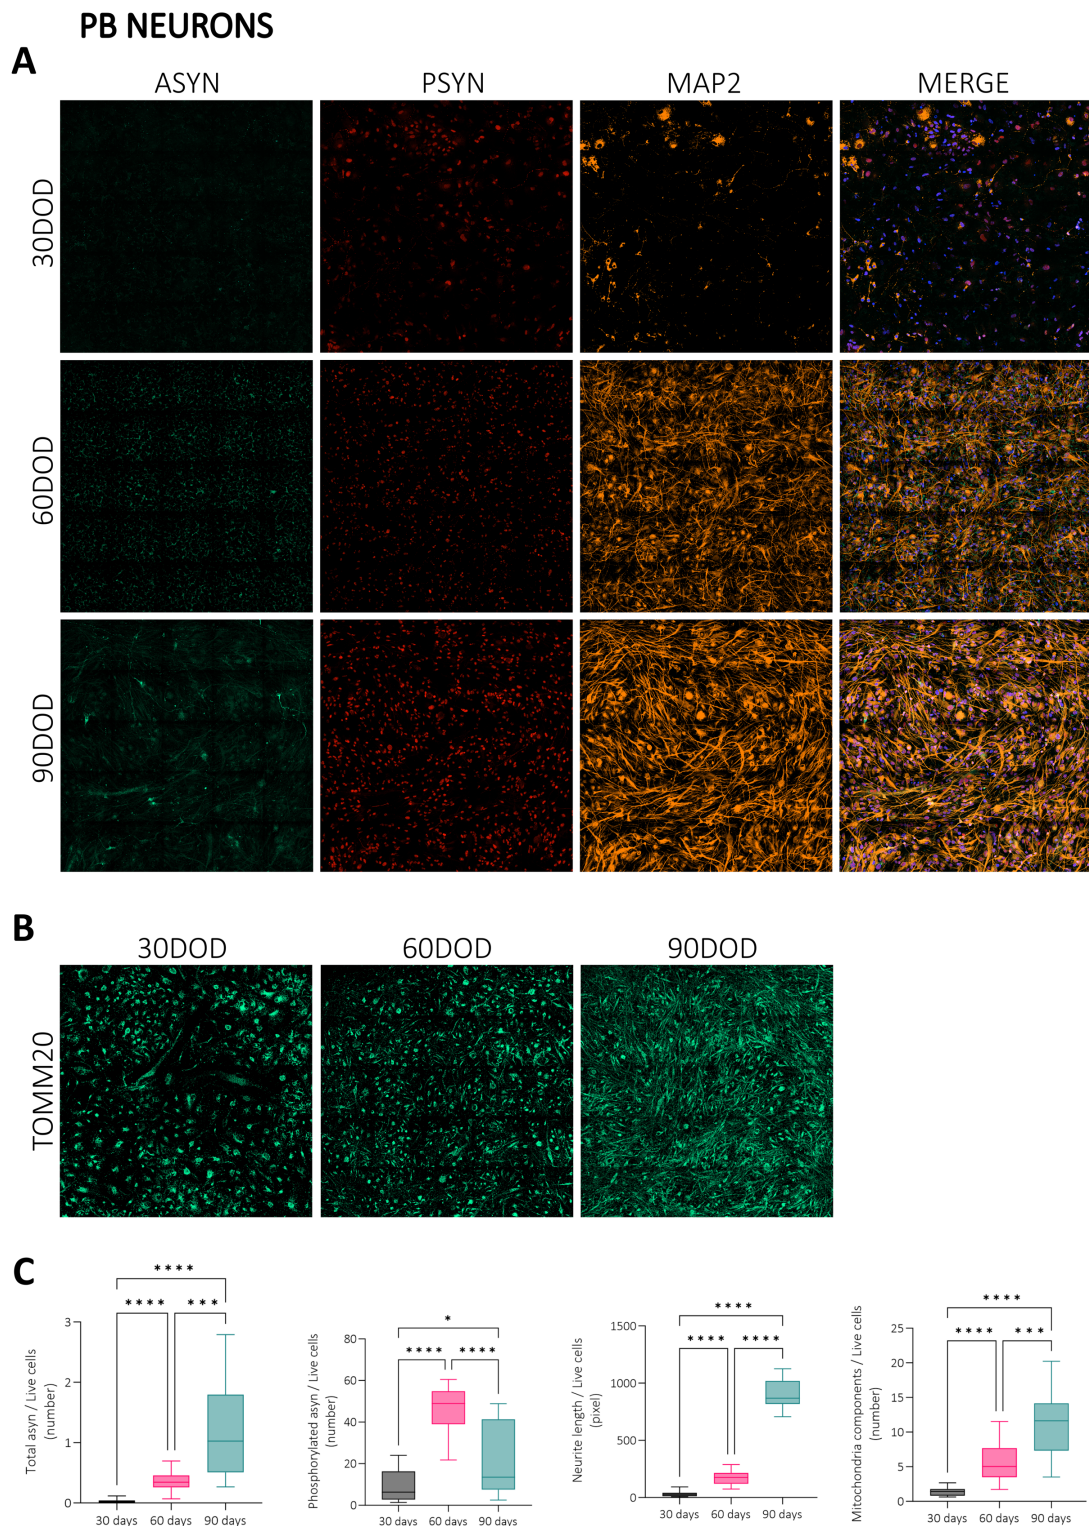 PB NEURONS
A
ASYN PSYN MAP2 MERGE
30DOD
60DOD
90DOD
B
30DOD 60DOD 90DOD
TOMM20
C
Total asyn / Live cells
(number)
3
2
1
0
**** 
**** ***
30 days 60 days 90 days
Phosphorylated asyn / Live cells
(number)
80
60
40
20
0
*
**** ****
30 days 60 days 90 days
Neurite length / Live cells
(pixel)
1500
1000
500
0
****
**** ****
30 days 60 days 90 days
Mitochondria components / Live cells
(number)
25
20
15
10
5
0
****
**** ***
30 days 60 days 90 days